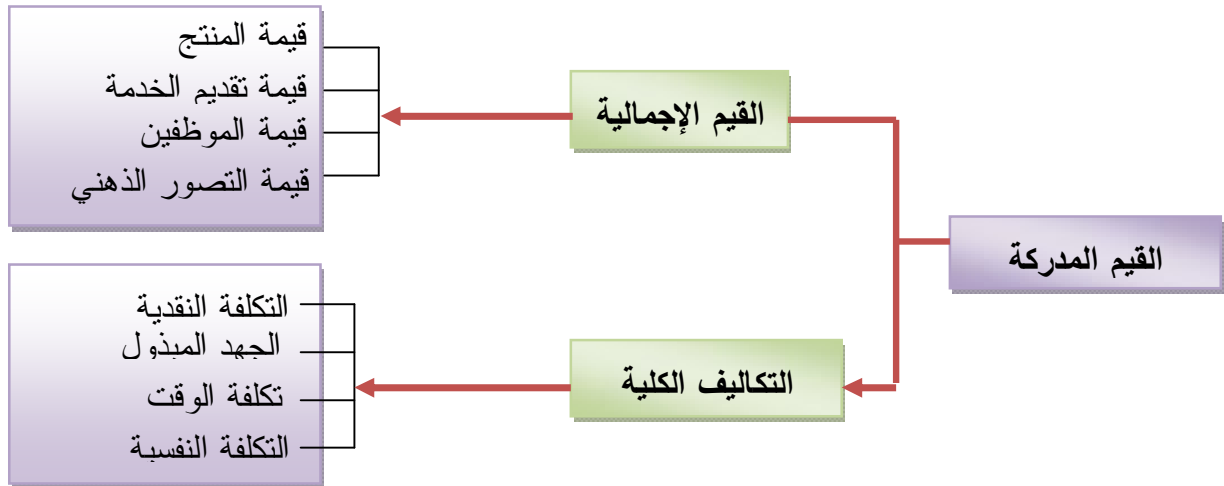 القيم المدركة
القيم الإجمالية
قيمة المنتج
قيمة تقديم الخدمة
قيمة الموظفين
قيمة التصور الذهني
التكاليف الكلية
التكلفة النقدية
الجهد المبذول
تكلفة الوقت
التكلفة النفسية